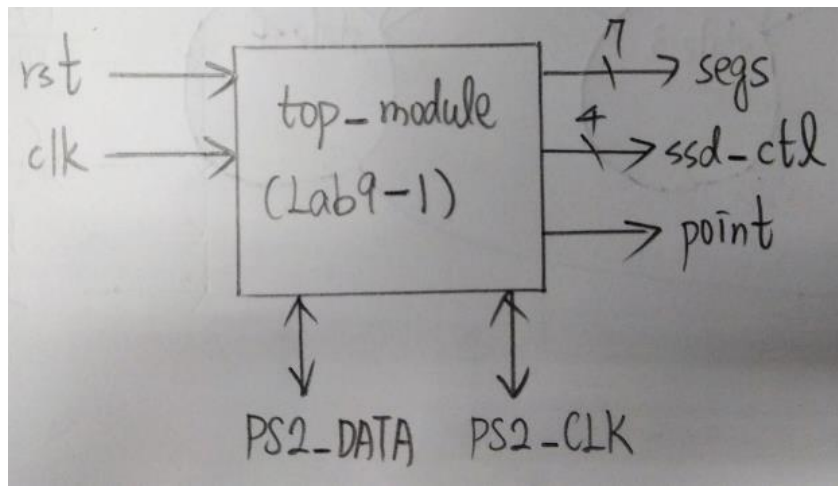 rst
clk
top_module
(Lab9-1)
7
segs
4
ssd_ctl
point
PS2_DATA
PS2_CLK